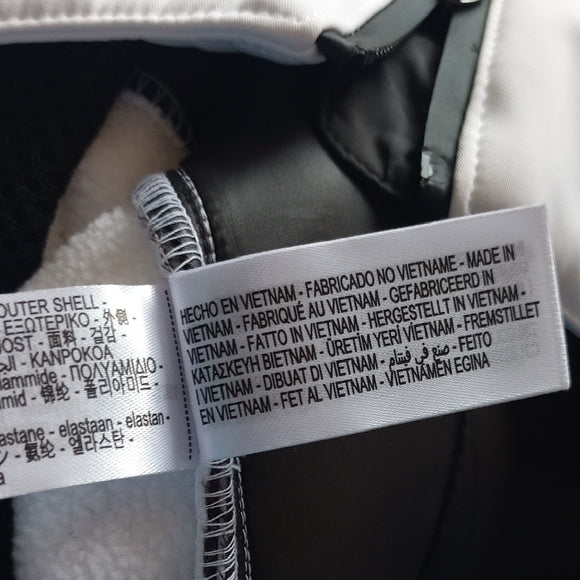 OUTER SHELL -
ΕΞΩΤΕΡΙΚΟ - 外側 -
面料 - 겉감 -
KANPOKOA
ΠΟΛΥΑΜΙΔΙΟ -
锦纶 - 폴리아미드 -
elastaan - elastan -
氨纶 - 엘라스탄 -
HECHO EN VIETNAM - FABRICADO NO VIETNAME - MADE IN
VIETNAM - FABRIQUÉ AU VIETNAM - GEFABRICEERD IN
VIETNAM - FATTO IN VIETNAM - HERGESTELLT IN VIETNAM -
ΚΑΤΑΣΚΕΥΗ ΒΙΕΤΝΑΜ - ÜRETİM YERİ VİETNAM - FREMSTILLET
I VIETNAM - DIBUAT DI VIETNAM - صنع في فيتنام - FEITO
EN VIETNAM - FET AL VIETNAM - VIETNAMEN EGINA